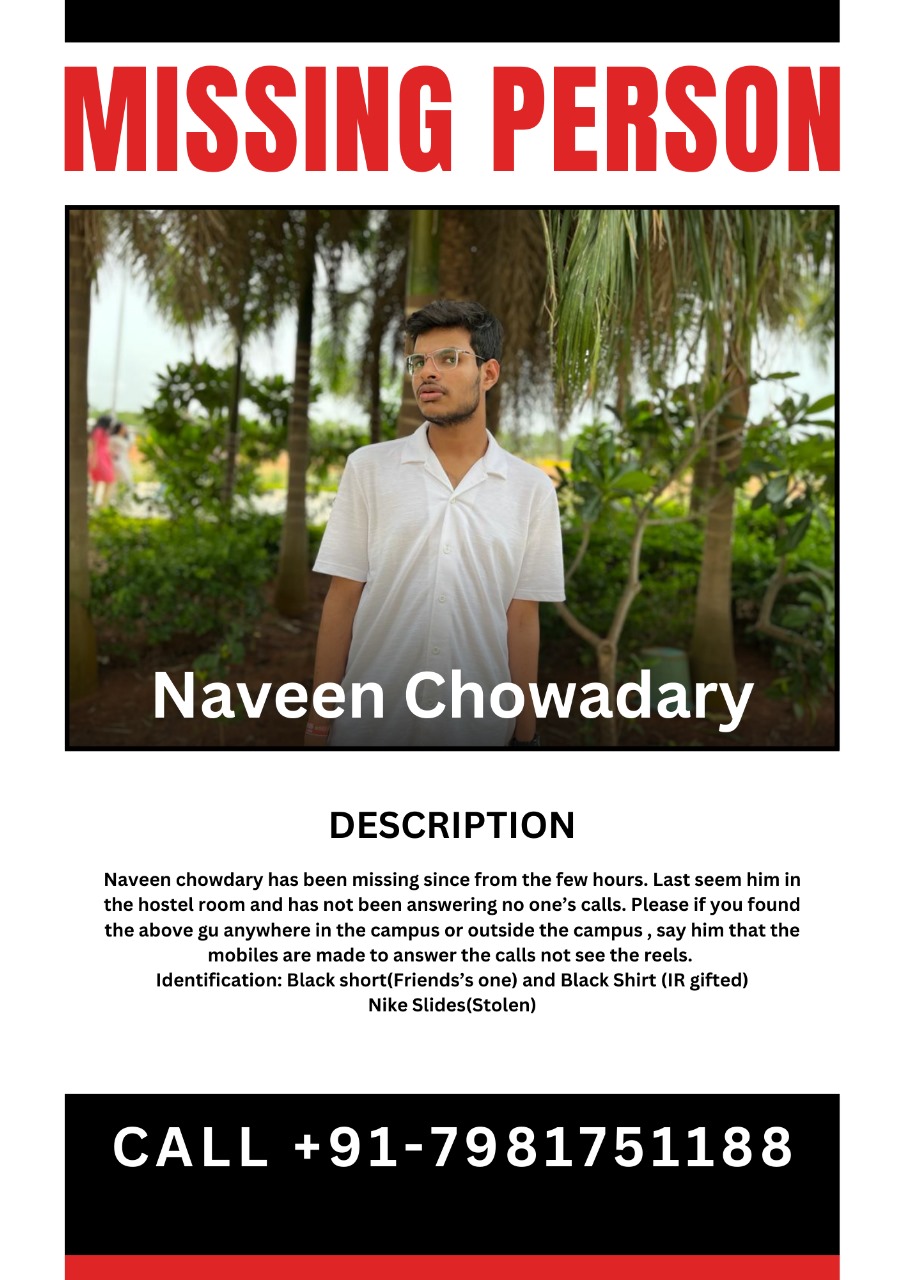 MISSING PERSON
Naveen Chowadary
DESCRIPTION
Naveen chowdary has been missing since from the few hours. Last seem him in
the hostel room and has not been answering no one’s calls. Please if you found
the above gu anywhere in the campus or outside the campus , say him that the
mobiles are made to answer the calls not see the reels.
Identification: Black short(Friends’s one) and Black Shirt (IR gifted)
Nike Slides(Stolen)
CALL +91-7981751188